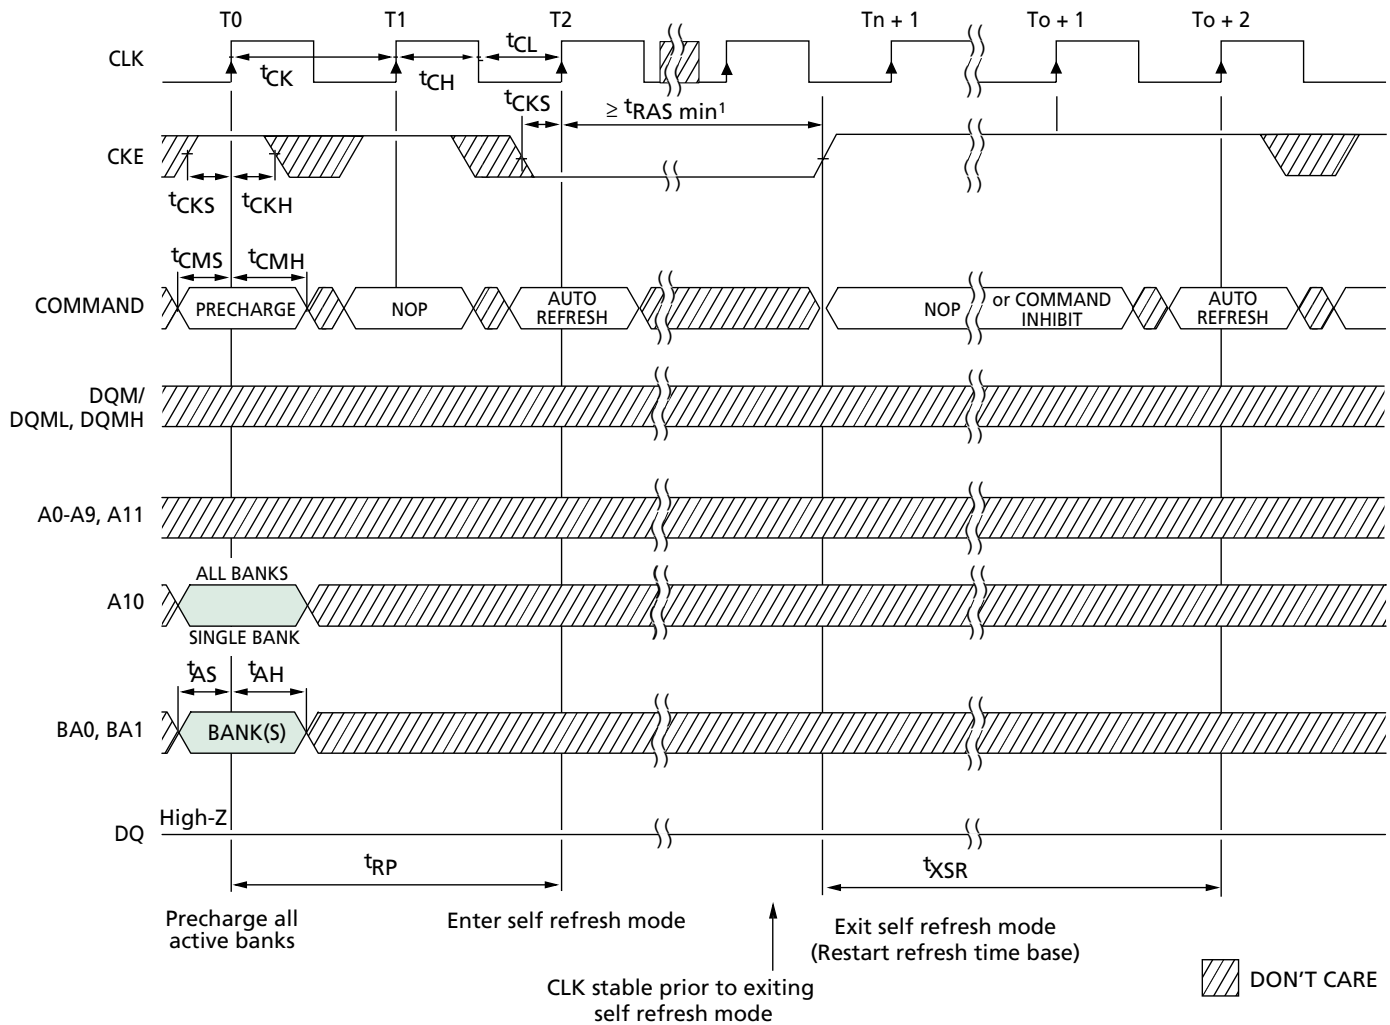 T0 T1 T2 Tn + 1 To + 1 To + 2
CLK
tCK tCH tCL
tCKS ≥ tRAS min1
CKE
tCKS tCKH
tCMS tCMH
COMMAND PRECHARGE NOP AUTO REFRESH NOP or COMMAND INHIBIT AUTO REFRESH
DQM/
DQML, DQMH
A0-A9, A11
ALL BANKS
A10
SINGLE BANK
tAS tAH
BA0, BA1 BANK(S)
High-Z
DQ
tRP tXSR
Precharge all
active banks
Enter self refresh mode
CLK stable prior to exiting
self refresh mode
Exit self refresh mode
(Restart refresh time base)
DON'T CARE